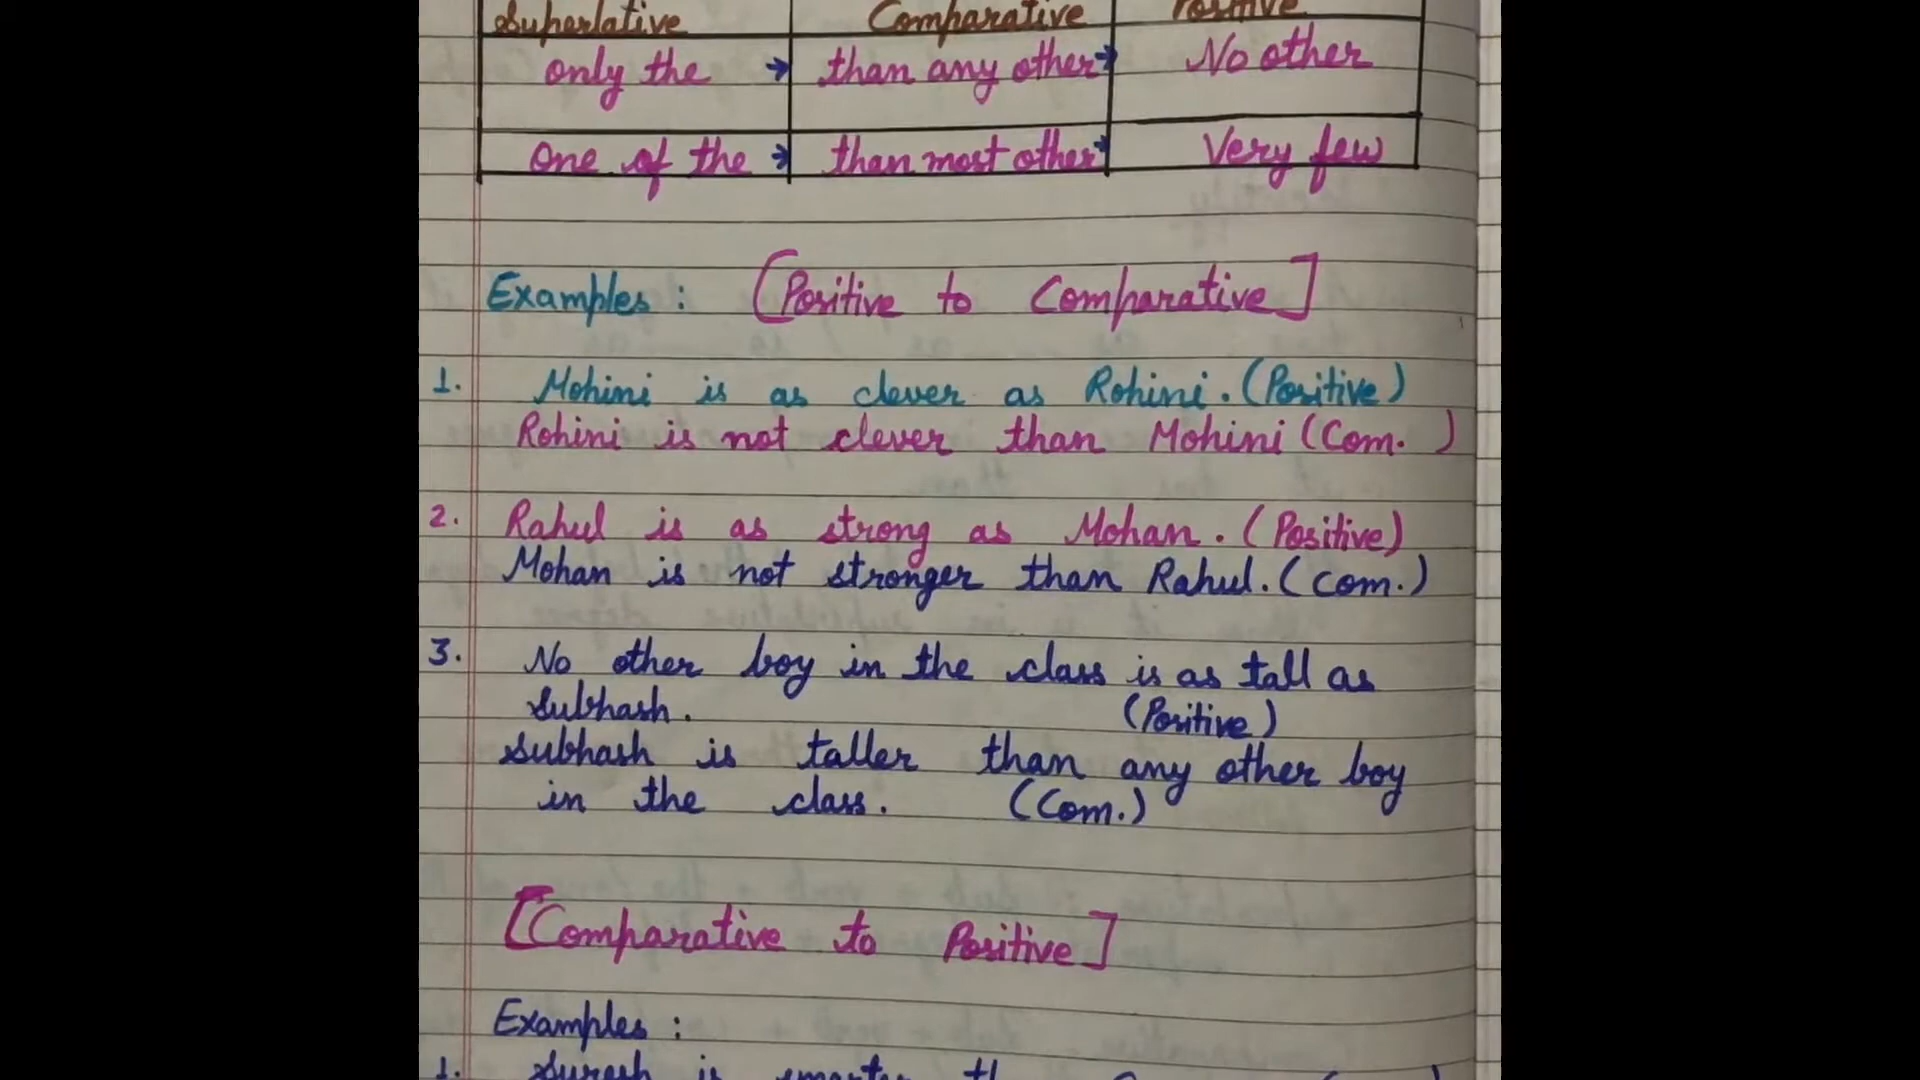 Superlative Comparative Positive
only the → than any other → No other
One of the → than most other → Very few
Examples : [Positive to Comparative]
1. Mohini is as clever as Rohini. (Positive)
Rohini is not clever than Mohini (Com. )
2. Rahul is as strong as Mohan. (Positive)
Mohan is not stronger than Rahul. (Com.)
3. No other boy in the class is as tall as
Subhash. (Positive)
Subhash is taller than any other boy
in the class. (Com.)
[Comparative to Positive]
Examples :
1. Suresh is smarter